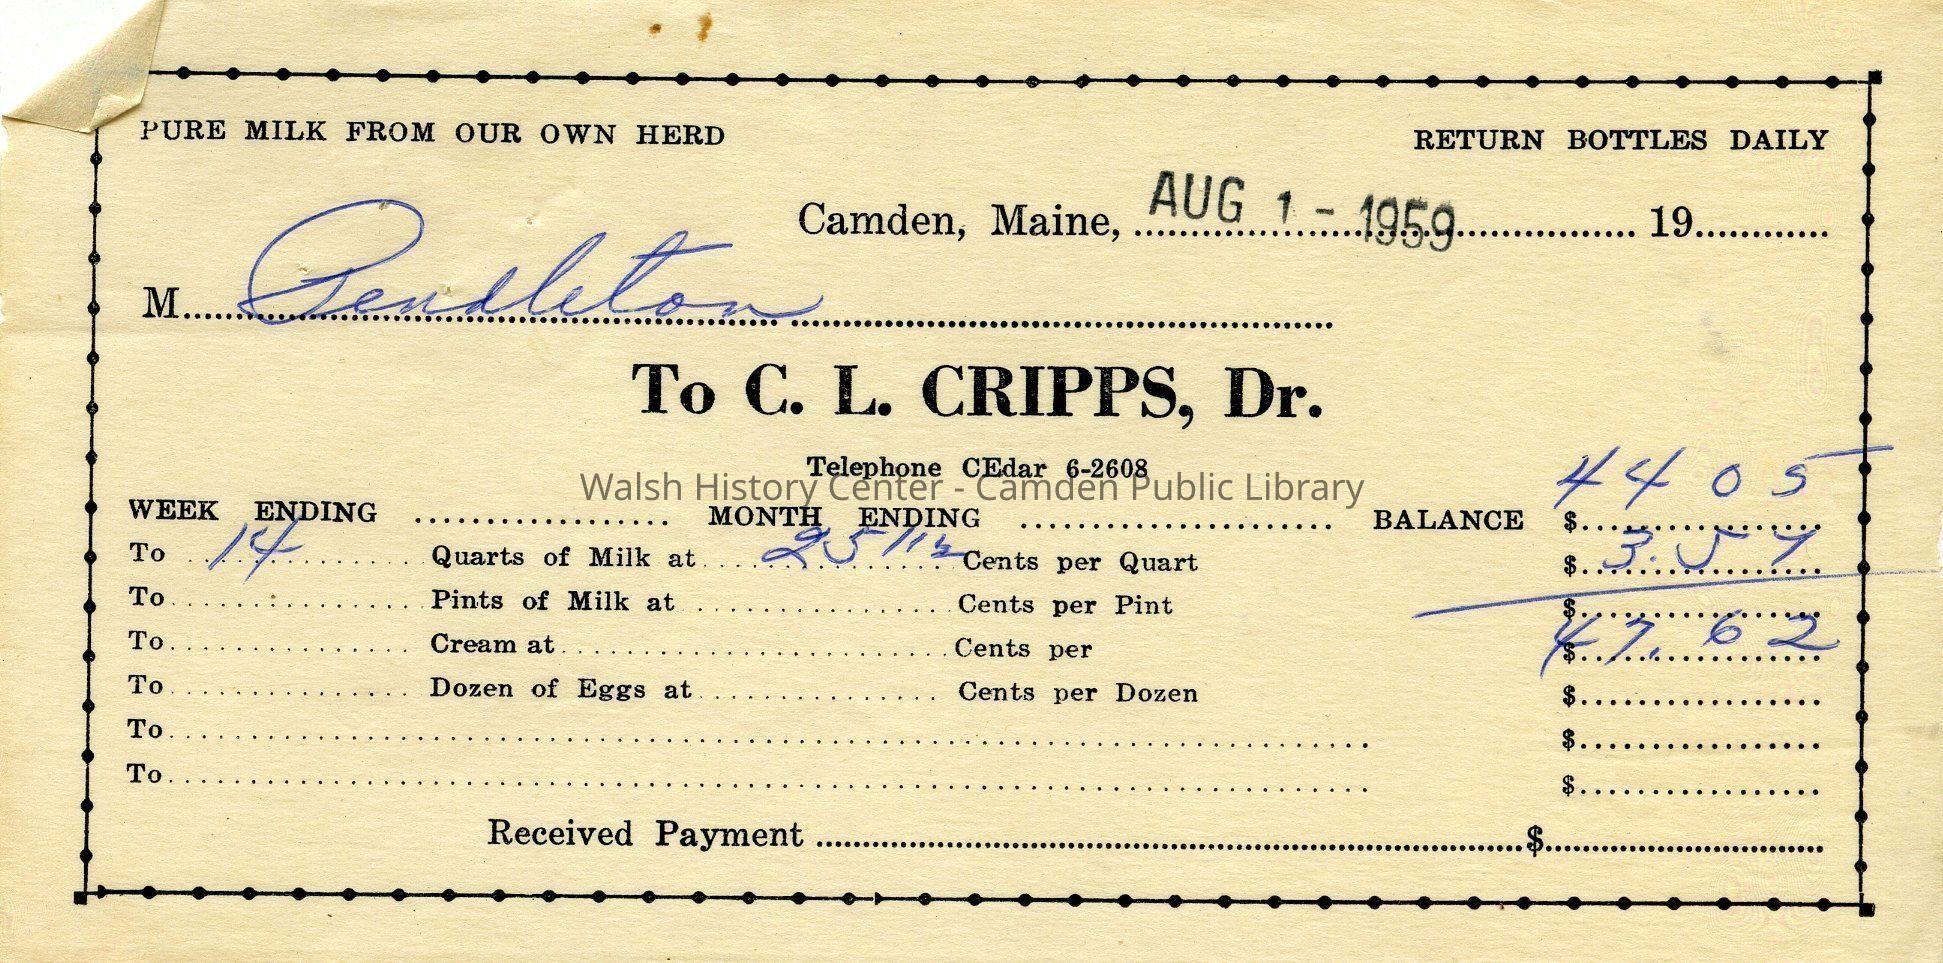 PURE MILK FROM OUR OWN HERD RETURN BOTTLES DAILY
Camden, Maine, AUG 1 - 1959 19
M Pendleton
To C. L. CRIPPS, Dr.
Telephone CEdar 6-2608
Walsh History Center - Camden Public Library
WEEK ENDING MONTH ENDING BALANCE $ 44 05
To 14 Quarts of Milk at 25 1/2 Cents per Quart $ 3.57
To Pints of Milk at Cents per Pint $
To Cream at Cents per $ 47.62
To Dozen of Eggs at Cents per Dozen $
To $
To $
Received Payment $